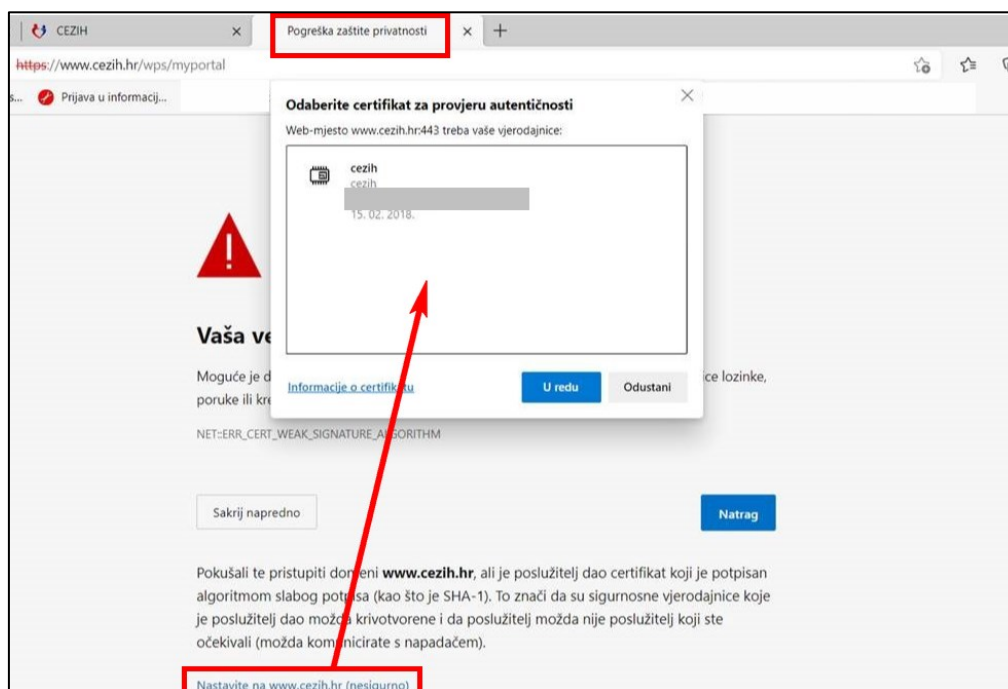 CEZIH
Pogreška zaštite privatnosti
https://www.cezih.hr/wps/myportal
s... Prijava u informacij...
Odaberite certifikat za provjeru autentičnosti
Web-mjesto www.cezih.hr:443 treba vaše vjerodajnice:
cezih
cezih
15. 02. 2018.
Informacije o certifikatu
U redu
Odustani
Vaša ve
Moguće je d
ice lozinke,
poruke ili kre
NET::ERR_CERT_WEAK_SIGNATURE_ALGORITHM
Sakrij napredno
Natrag
Pokušali te pristupiti domeni www.cezih.hr, ali je poslužitelj dao certifikat koji je potpisan
algoritmom slabog potpisa (kao što je SHA-1). To znači da su sigurnosne vjerodajnice koje
je poslužitelj dao možda krivotvorene i da poslužitelj možda nije poslužitelj koji ste
očekivali (možda komunicirate s napadačem).
Nastavite na www.cezih.hr (nesigurno)